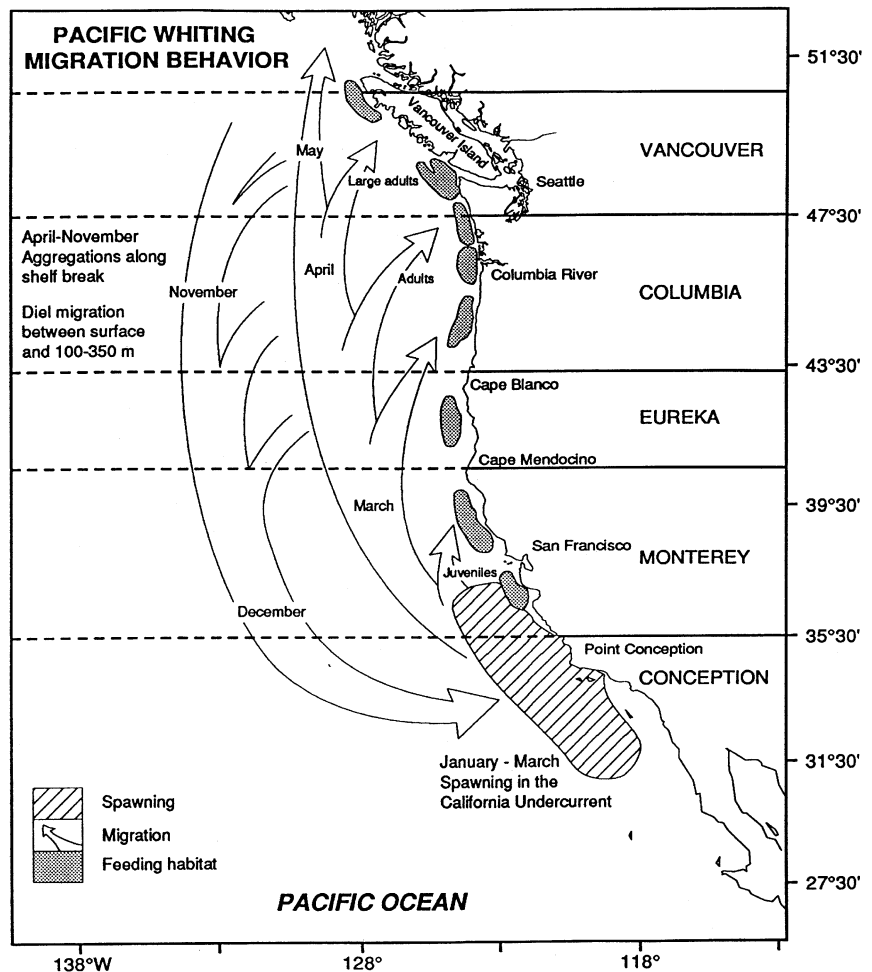 PACIFIC WHITING
MIGRATION BEHAVIOR
51°30'
Vancouver Island
May
VANCOUVER
Large adults
Seattle
47°30'
April-November
Aggregations along
shelf break
April
Adults
Columbia River
November
COLUMBIA
Diel migration
between surface
and 100-350 m
43°30'
Cape Blanco
EUREKA
Cape Mendocino
March
39°30'
San Francisco
MONTEREY
Juveniles
December
35°30'
Point Conception
CONCEPTION
January - March
Spawning in the
California Undercurrent
31°30'
Spawning
Migration
Feeding habitat
27°30'
PACIFIC OCEAN
138°W
128°
118°